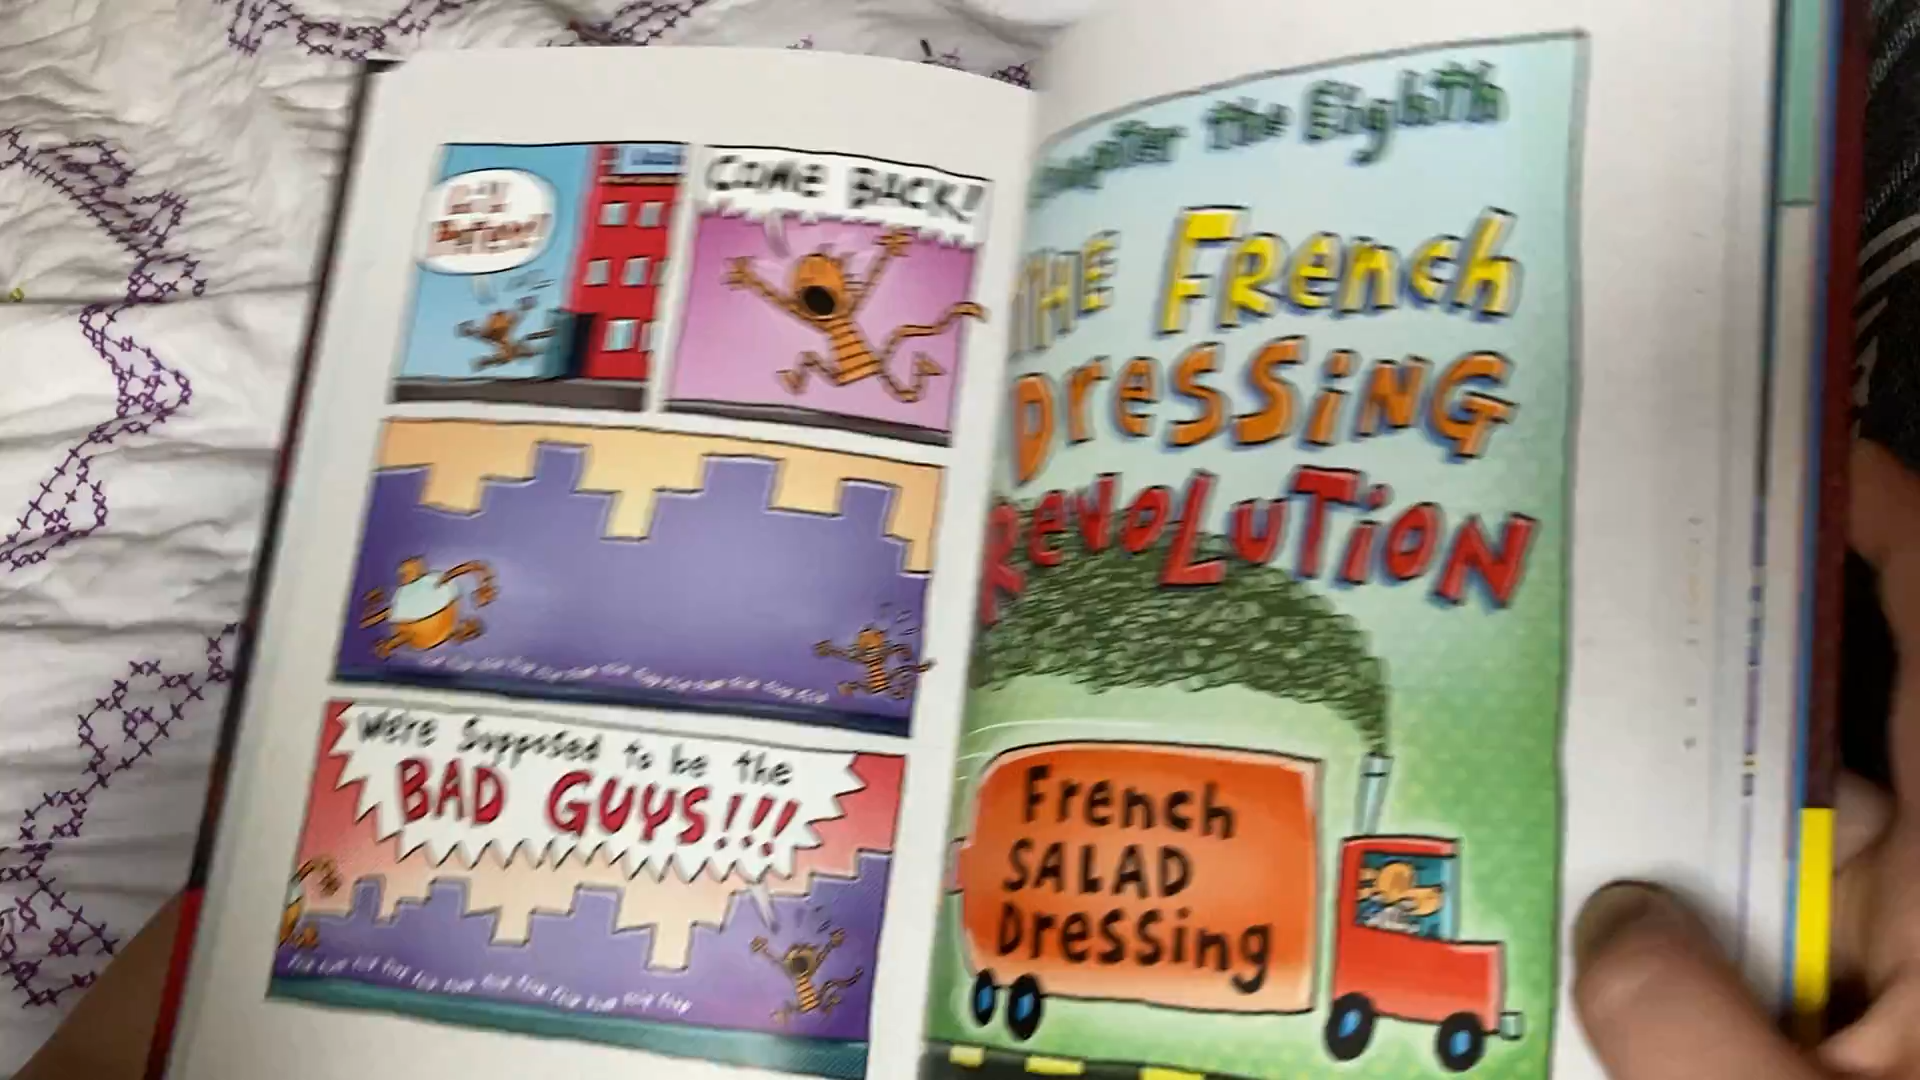 COME BACK!
We're Supposed to be the
BAD GUYS!!!
Chapter the Eighth
THE French
Dressing
Revolution
French
SALAD
Dressing